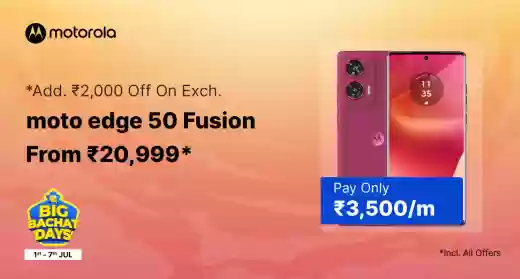 motorola
*Add. ₹2,000 Off On Exch.
moto edge 50 Fusion
From ₹20,999*
11
35
Pay Only
₹3,500/m
BIG
BACHAT
DAYS
1st - 7th JUL
*Incl. All Offers